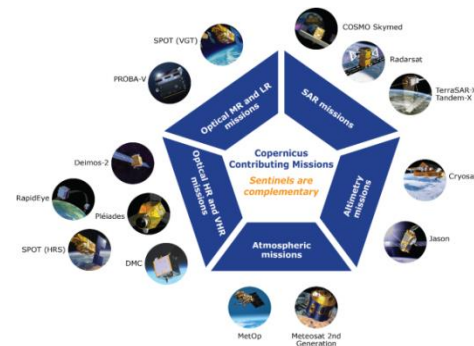 COSMO Skymed
SPOT (VGT)
Radarsat
PROBA-V
TerraSAR-X
Tandem-X
Optical MR and LR
missions
SAR missions
Deimos-2
Copernicus
Contributing Missions
Sentinels are
complementary
Optical HR and VHR
missions
Altimetry
missions
Cryosa
RapidEye
Pléiades
SPOT (HRS)
Jason
Atmospheric
missions
DMC
MetOp
Meteosat 2nd
Generation